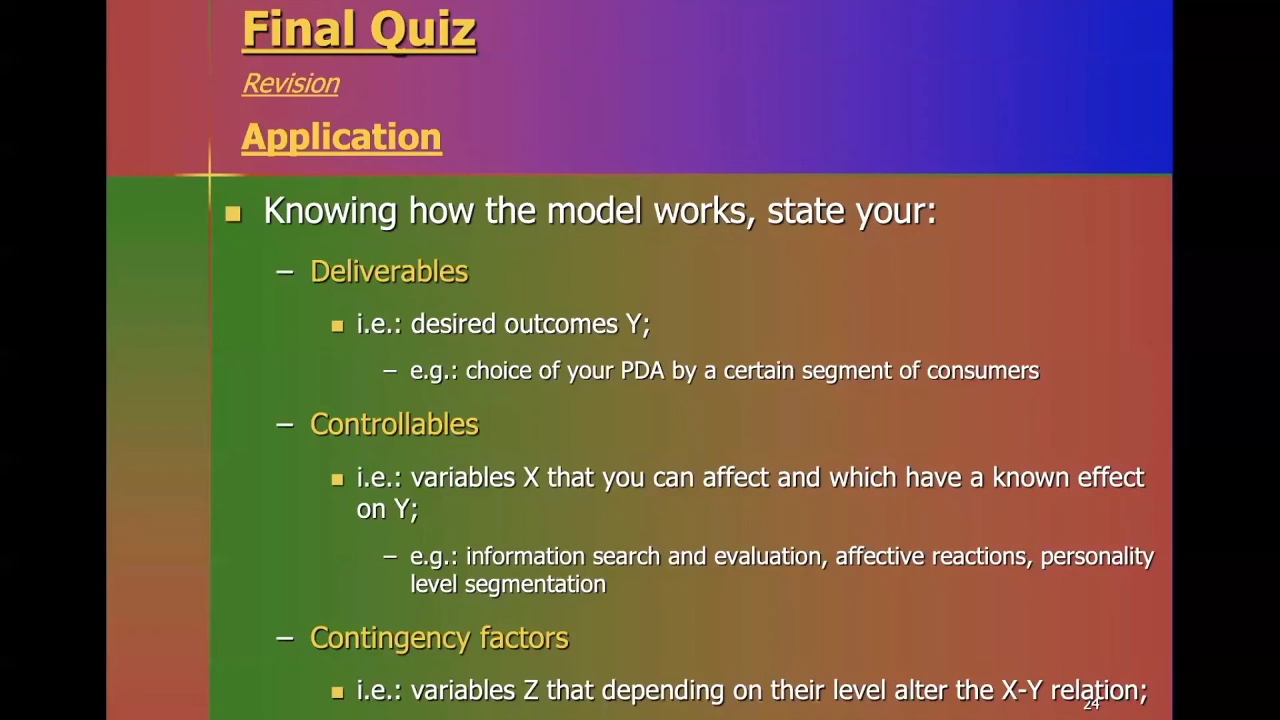 Final Quiz
Revision
Application
Knowing how the model works, state your:
– Deliverables
i.e.: desired outcomes Y;
– e.g.: choice of your PDA by a certain segment of consumers
– Controllables
i.e.: variables X that you can affect and which have a known effect
on Y;
– e.g.: information search and evaluation, affective reactions, personality
level segmentation
– Contingency factors
i.e.: variables Z that depending on their level alter the X-Y relation;
24